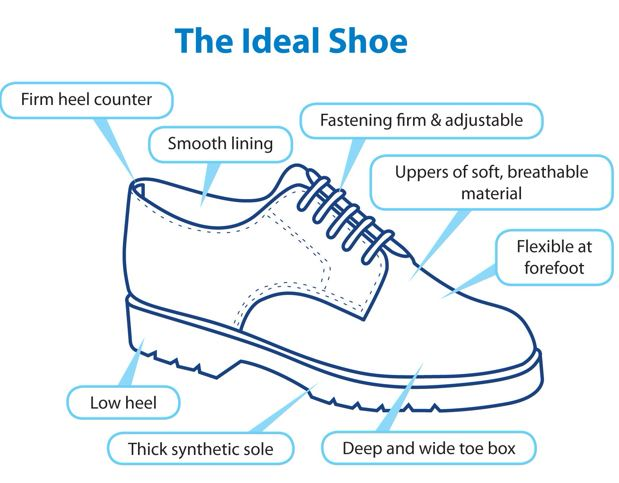 The Ideal Shoe
Firm heel counter
Smooth lining
Fastening firm & adjustable
Uppers of soft, breathable
material
Flexible at
forefoot
Low heel
Thick synthetic sole
Deep and wide toe box